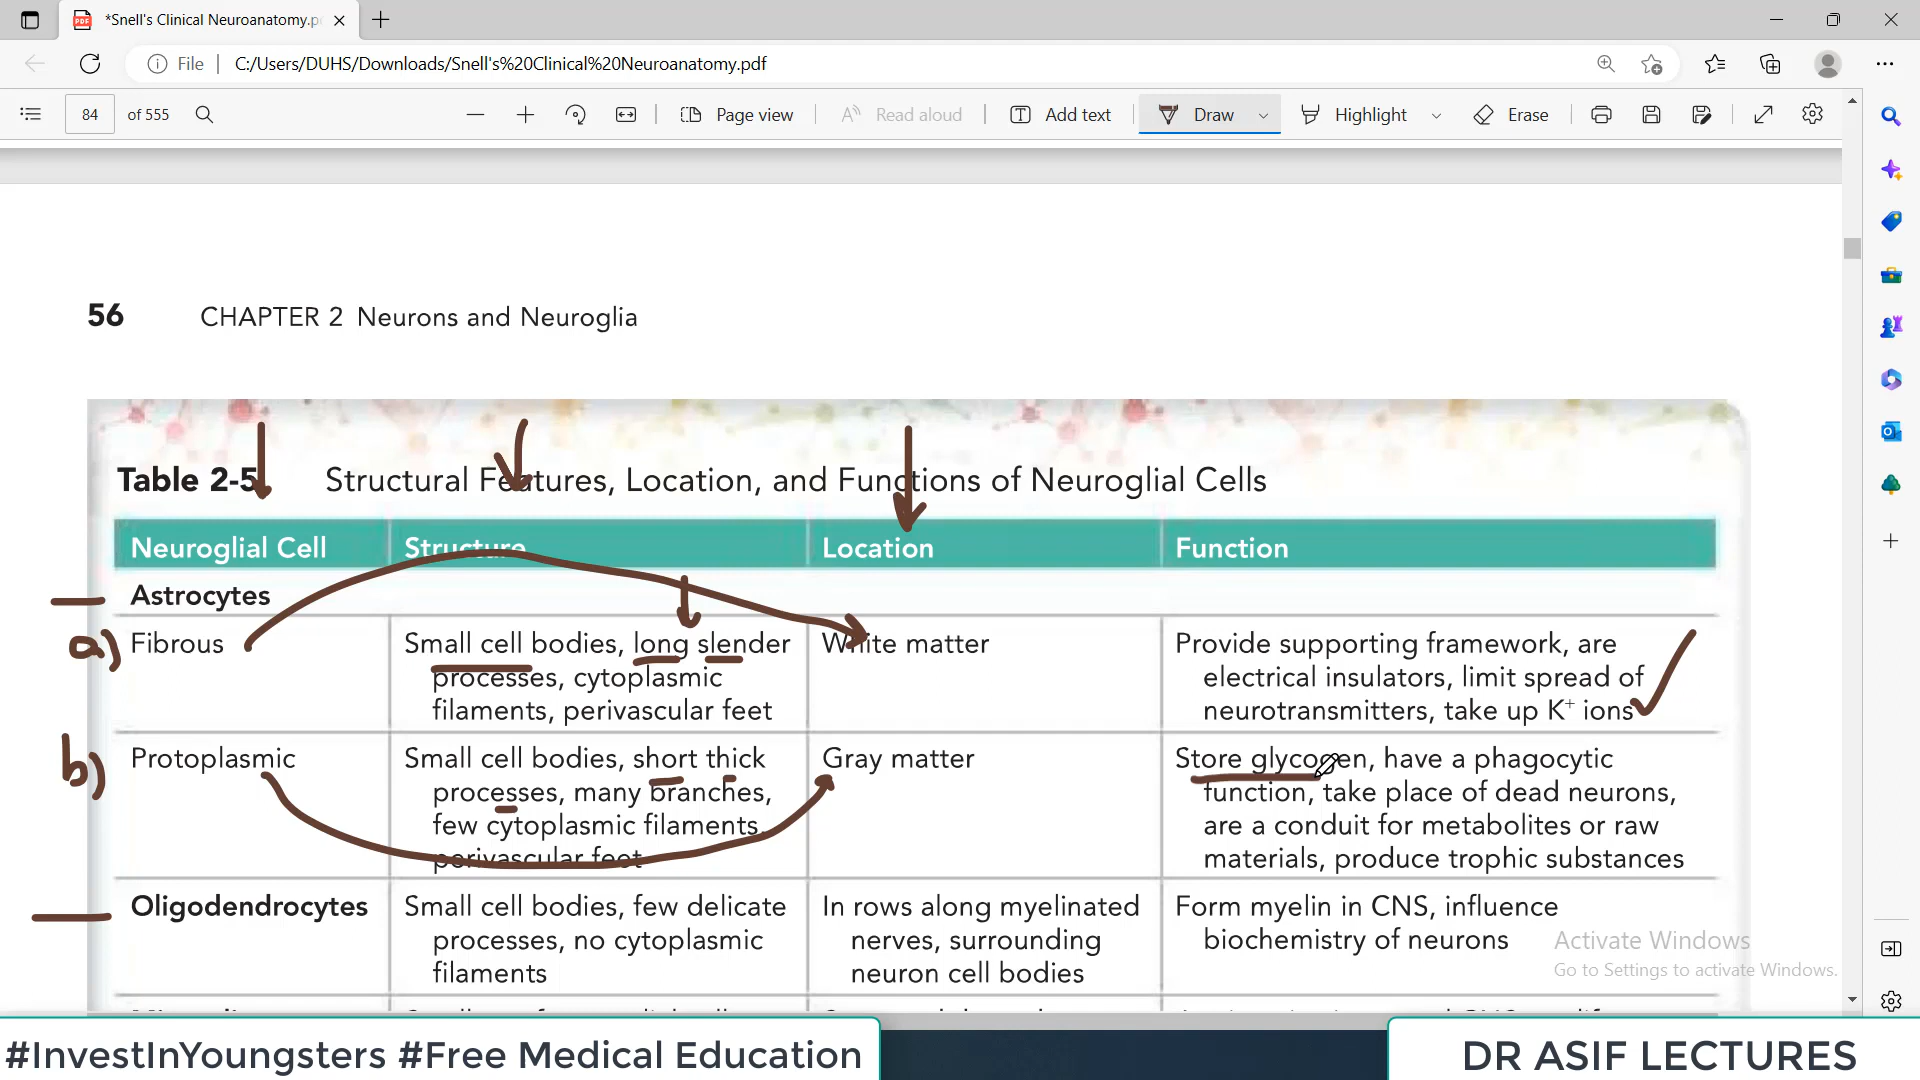 *Snell's Clinical Neuroanatomy.p
File C:/Users/DUHS/Downloads/Snell's%20Clinical%20Neuroanatomy.pdf
84 of 555 Page view Read aloud Add text Draw Highlight Erase
56 CHAPTER 2 Neurons and Neuroglia
Table 2-5 Structural Features, Location, and Functions of Neuroglial Cells
Neuroglial Cell Structure Location Function
Astrocytes
a) Fibrous Small cell bodies, long slender White matter Provide supporting framework, are
processes, cytoplasmic electrical insulators, limit spread of
filaments, perivascular feet neurotransmitters, take up K+ ions
b) Protoplasmic Small cell bodies, short thick Gray matter Store glycogen, have a phagocytic
processes, many branches, function, take place of dead neurons,
few cytoplasmic filaments, are a conduit for metabolites or raw
perivascular feet materials, produce trophic substances
Oligodendrocytes Small cell bodies, few delicate In rows along myelinated Form myelin in CNS, influence
processes, no cytoplasmic nerves, surrounding biochemistry of neurons
filaments neuron cell bodies
Activate Windows
Go to Settings to activate Windows.
#InvestInYoungsters #Free Medical Education DR ASIF LECTURES